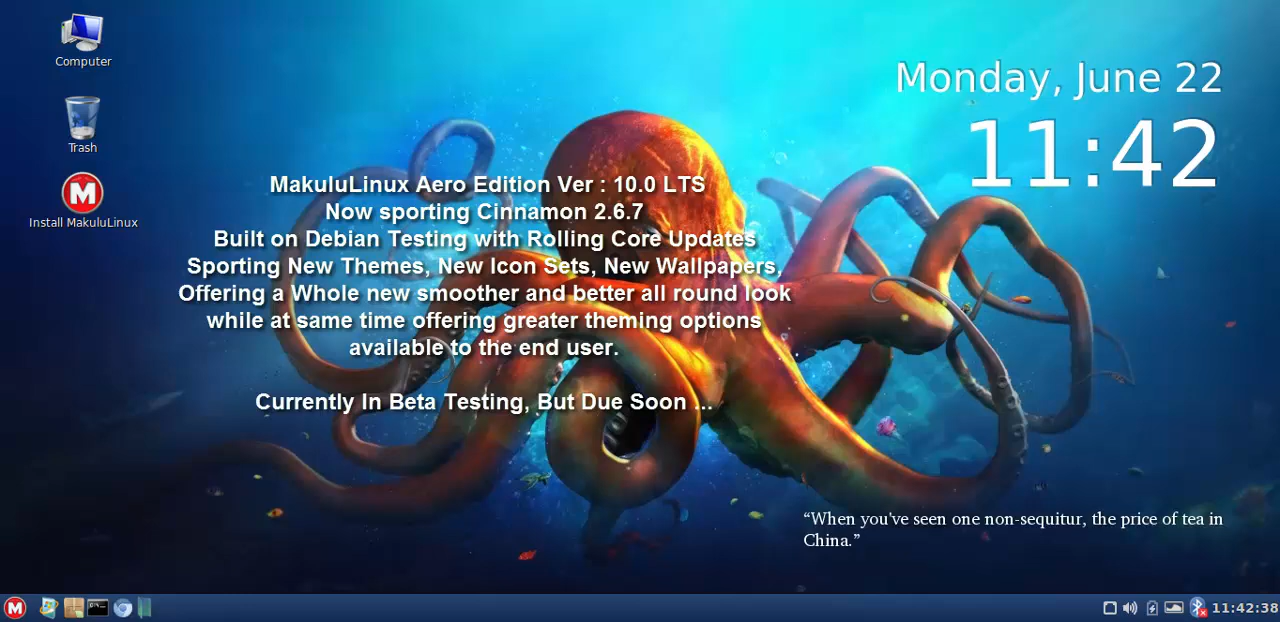 Computer
Trash
M
Install MakuluLinux
Monday, June 22
11:42
MakuluLinux Aero Edition Ver : 10.0 LTS
Now sporting Cinnamon 2.6.7
Built on Debian Testing with Rolling Core Updates
Sporting New Themes, New Icon Sets, New Wallpapers,
Offering a Whole new smoother and better all round look
while at same time offering greater theming options
available to the end user.
Currently In Beta Testing, But Due Soon ...
“When you've seen one non-sequitur, the price of tea in
China.”
M
11:42:38